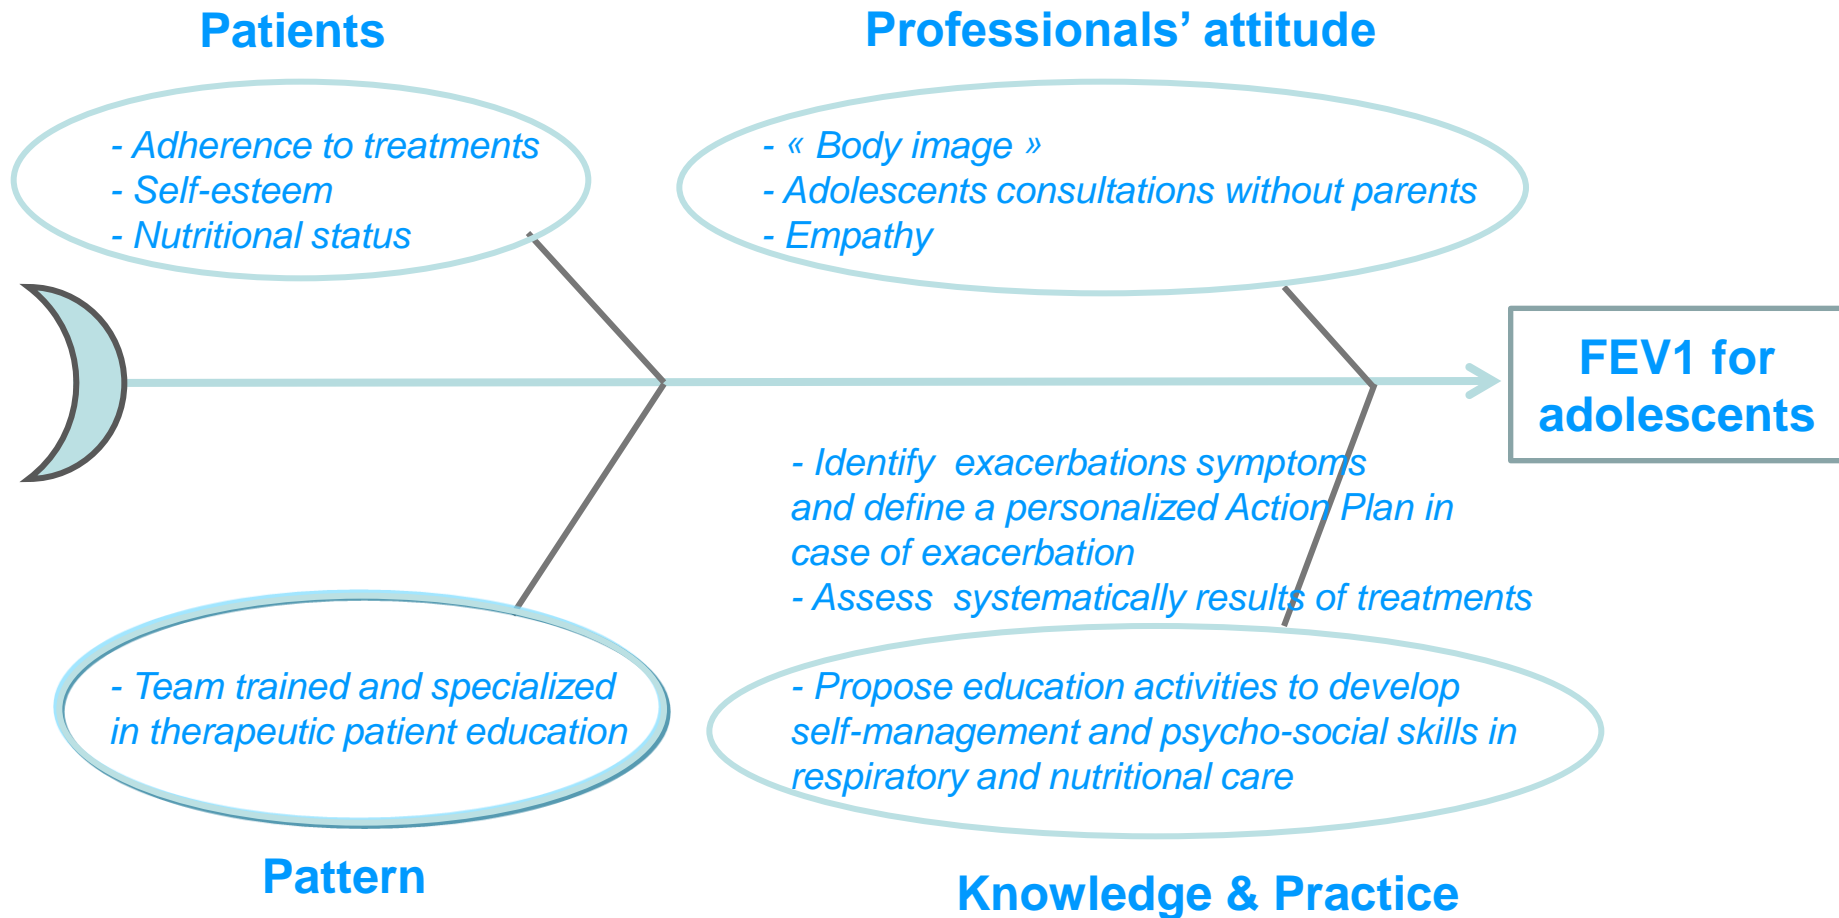 Patients
Professionals’ attitude
- Adherence to treatments
- Self-esteem
- Nutritional status
- « Body image »
- Adolescents consultations without parents
- Empathy
FEV1 for
adolescents
- Identify  exacerbations symptoms
and define a personalized Action Plan in
case of exacerbation
- Assess  systematically results of treatments
- Team trained and specialized
in therapeutic patient education
- Propose education activities to develop
self-management and psycho-social skills in
respiratory and nutritional care
Pattern
Knowledge & Practice